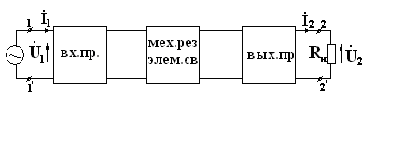 1 İ₁ İ₂ 2
U̇₁ вх.пр. мех.рез вых.пр Rн U̇₂
элем.св
1' 2'